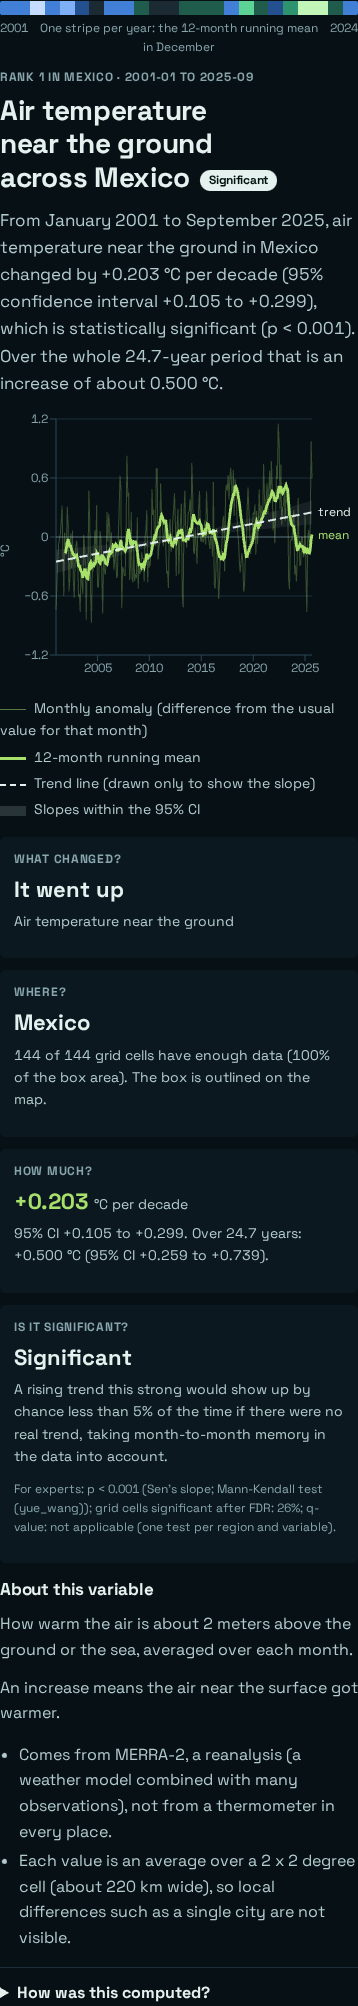 2001 One stripe per year: the 12-month running mean 2024
in December
RANK 1 IN MEXICO · 2001-01 TO 2025-09
Air temperature
near the ground
across Mexico Significant
From January 2001 to September 2025, air
temperature near the ground in Mexico
changed by +0.203 °C per decade (95%
confidence interval +0.105 to +0.299),
which is statistically significant (p < 0.001).
Over the whole 24.7-year period that is an
increase of about 0.500 °C.
1.2
0.6
trend
0
mean
°C
−0.6
−1.2
2005 2010 2015 2020 2025
Monthly anomaly (difference from the usual
value for that month)
12-month running mean
Trend line (drawn only to show the slope)
Slopes within the 95% CI
WHAT CHANGED?
It went up
Air temperature near the ground
WHERE?
Mexico
144 of 144 grid cells have enough data (100%
of the box area). The box is outlined on the
map.
HOW MUCH?
+0.203 °C per decade
95% CI +0.105 to +0.299. Over 24.7 years:
+0.500 °C (95% CI +0.259 to +0.739).
IS IT SIGNIFICANT?
Significant
A rising trend this strong would show up by
chance less than 5% of the time if there were no
real trend, taking month-to-month memory in
the data into account.
For experts: p < 0.001 (Sen's slope; Mann-Kendall test
(yue_wang)); grid cells significant after FDR: 26%; q-
value: not applicable (one test per region and variable).
About this variable
How warm the air is about 2 meters above the
ground or the sea, averaged over each month.
An increase means the air near the surface got
warmer.
• Comes from MERRA-2, a reanalysis (a
weather model combined with many
observations), not from a thermometer in
every place.
• Each value is an average over a 2 x 2 degree
cell (about 220 km wide), so local
differences such as a single city are not
visible.
▶ How was this computed?